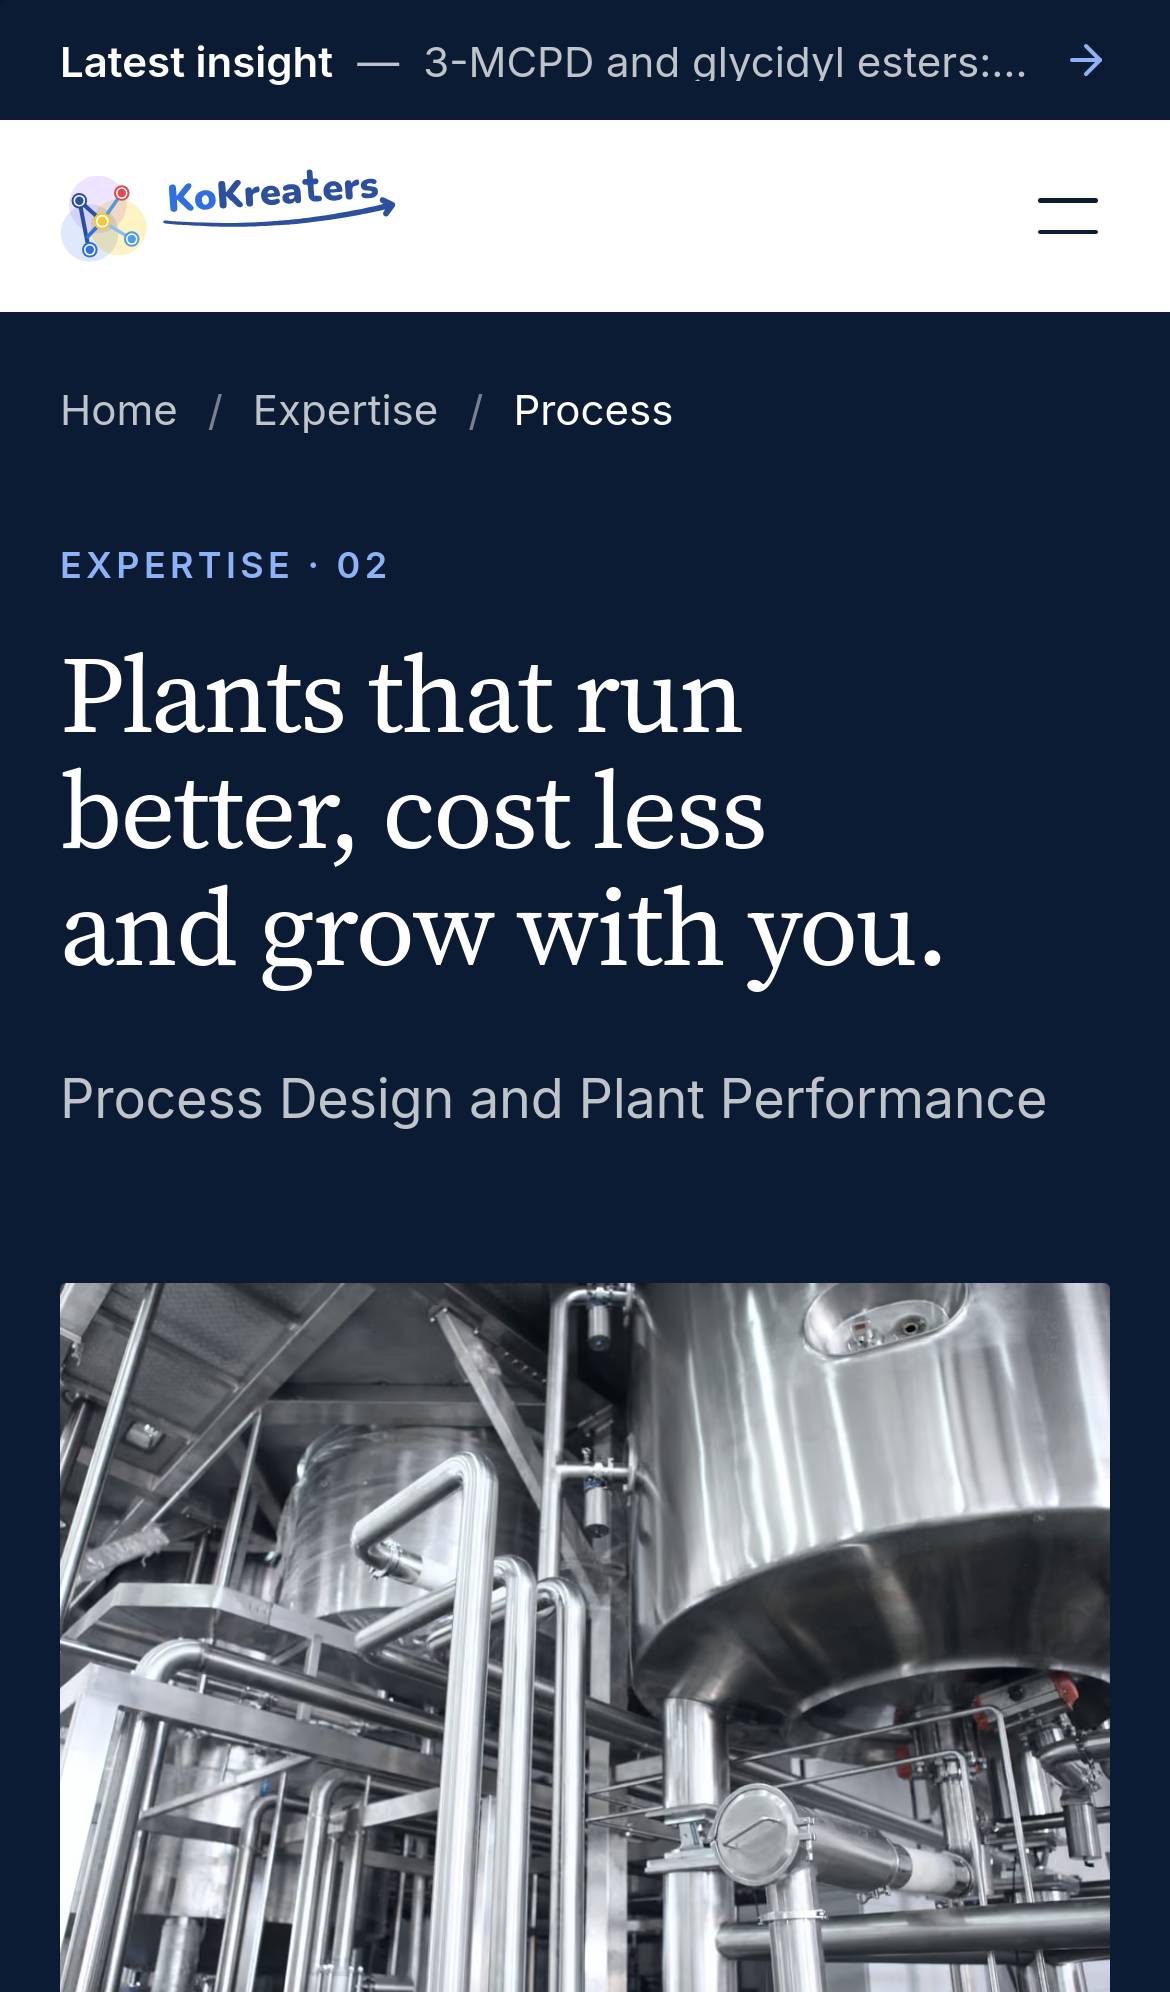 Latest insight — 3-MCPD and glycidyl esters:...
KoKreaters
Home / Expertise / Process
EXPERTISE · 02
Plants that run
better, cost less
and grow with you.
Process Design and Plant Performance